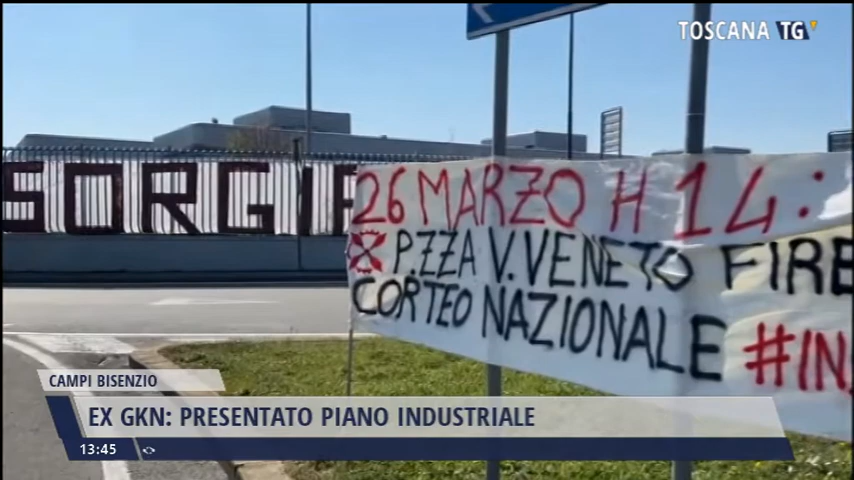 TOSCANA TG
SORGI
26 MARZO H 14:
P.ZZA V. VENETO FIRE
CORTEO NAZIONALE #IN
CAMPI BISENZIO
EX GKN: PRESENTATO PIANO INDUSTRIALE
13:45